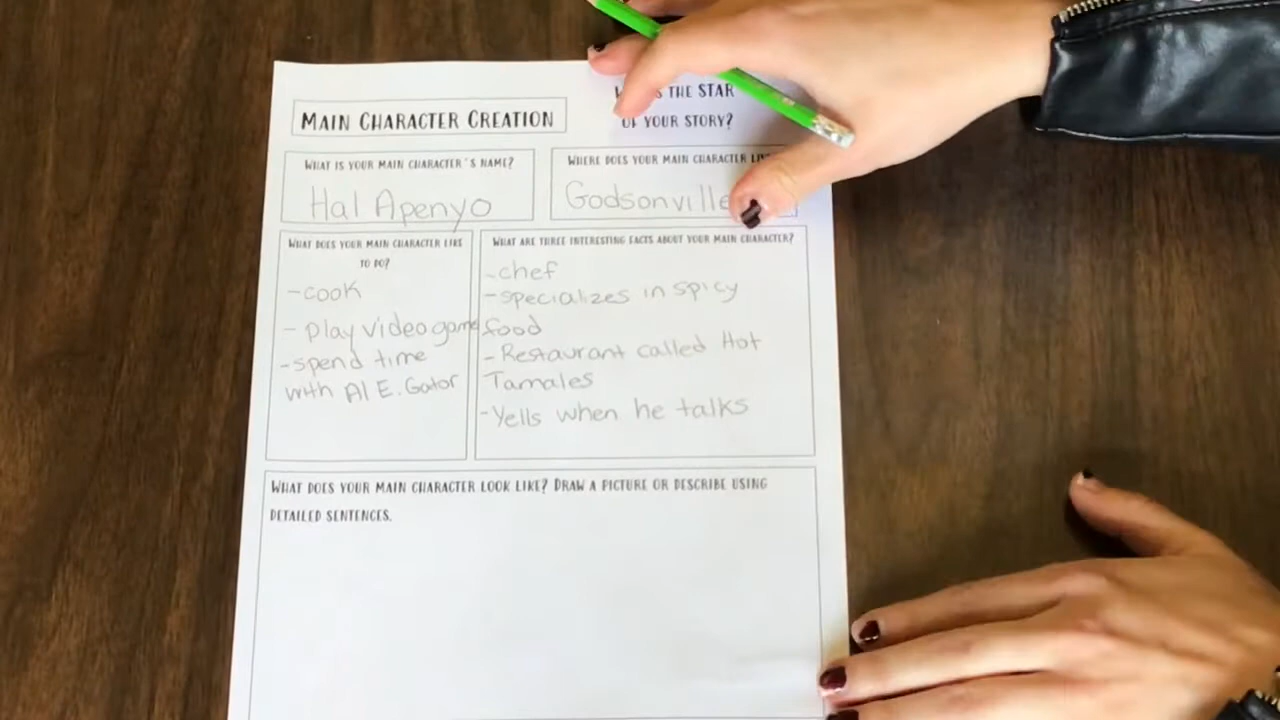 THE STAR
OF YOUR STORY?
MAIN CHARACTER CREATION
WHAT IS YOUR MAIN CHARACTER'S NAME?
Hal Apenyo
WHERE DOES YOUR MAIN CHARACTER
Godsonville
WHAT DOES YOUR MAIN CHARACTER LIKE
TO DO?
-cook
- play video game
-spend time
with Al E. Gator
WHAT ARE THREE INTERESTING FACTS ABOUT YOUR MAIN CHARACTER?
-chef
-specializes in spicy
food
-Restaurant called Hot
Tamales
-Yells when he talks
WHAT DOES YOUR MAIN CHARACTER LOOK LIKE? DRAW A PICTURE OR DESCRIBE USING
DETAILED SENTENCES.